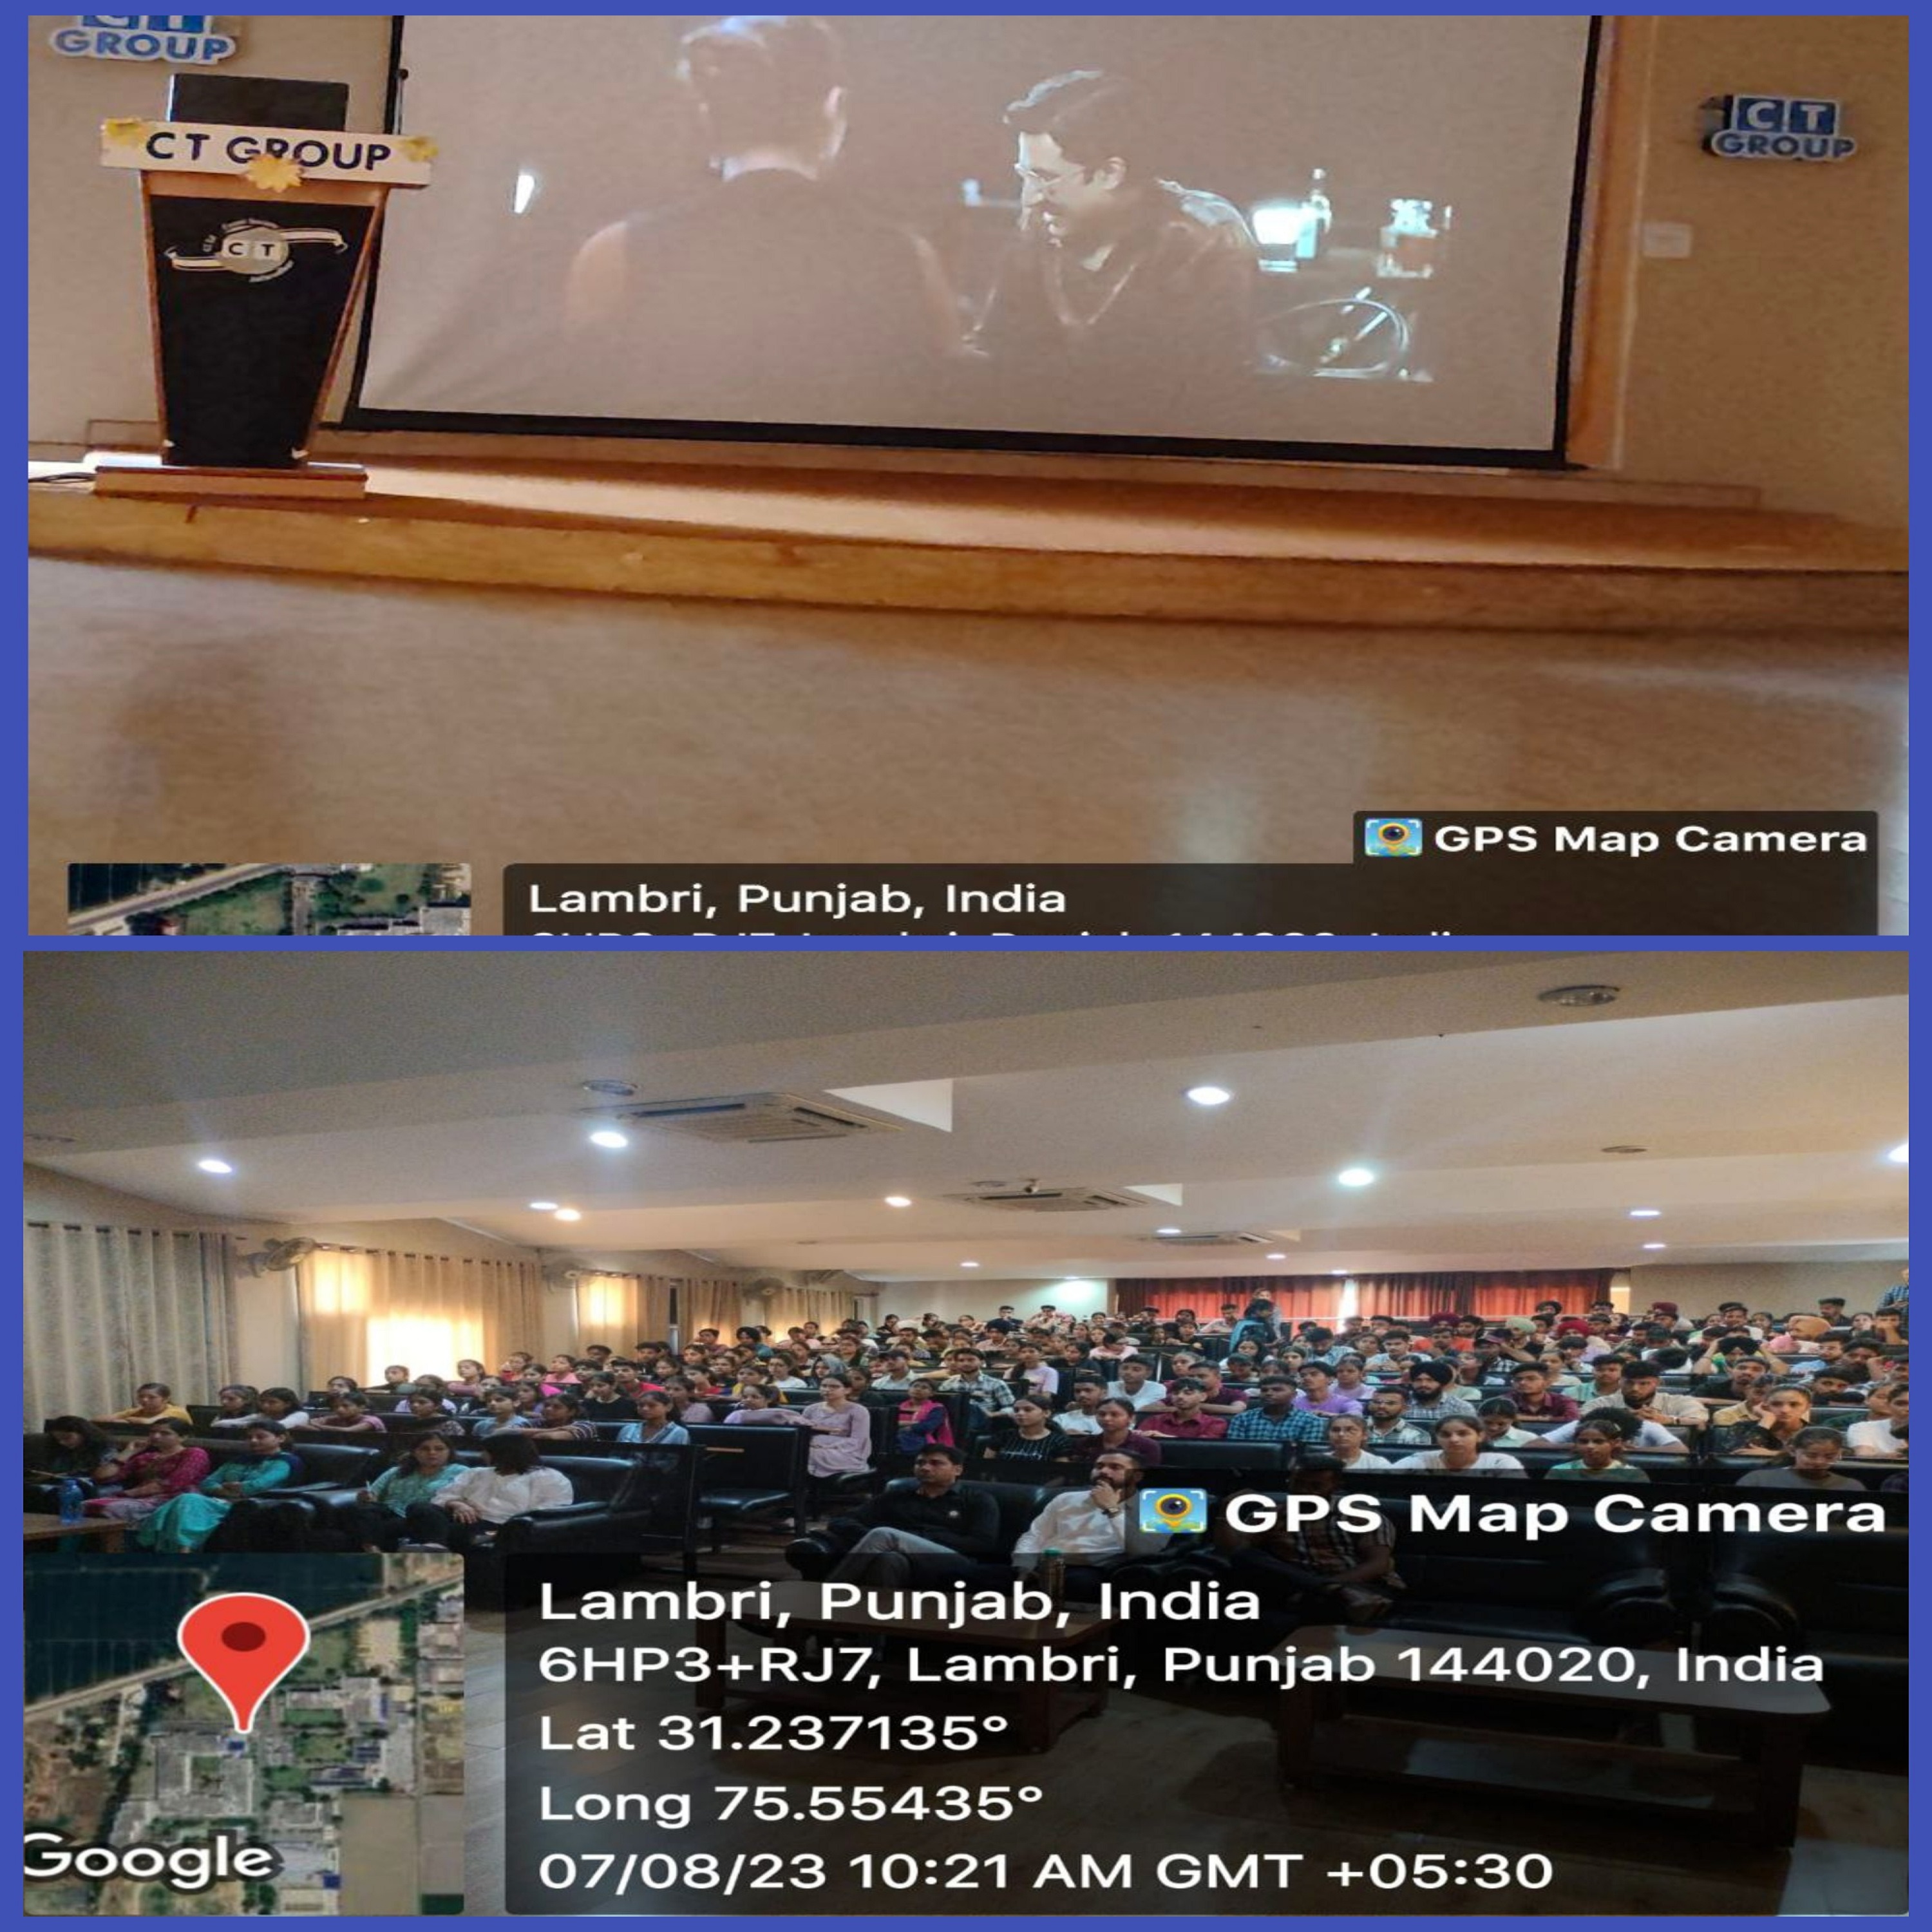 CT
GROUP
CT GROUP
CT
CT
GROUP
GPS Map Camera
Lambri, Punjab, India
GPS Map Camera
Lambri, Punjab, India
6HP3+RJ7, Lambri, Punjab 144020, India
Lat 31.237135°
Long 75.55435°
07/08/23 10:21 AM GMT +05:30
Google